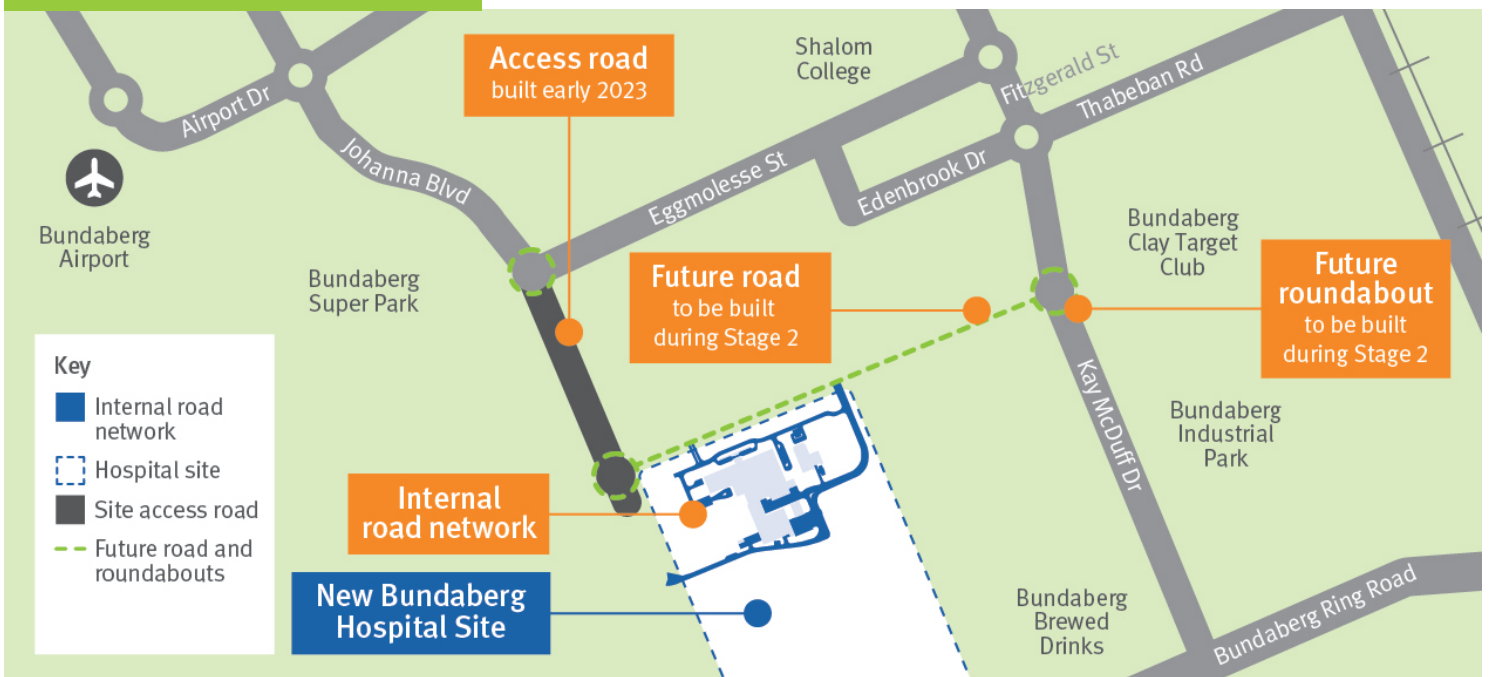 Access road
built early 2023
Shalom
College
Fitzgerald St
Thabeban Rd
Airport Dr
Johanna Blvd
Eggmolesse St
Edenbrook Dr
Bundaberg
Airport
Bundaberg
Super Park
Future road
to be built
during Stage 2
Bundaberg
Clay Target
Club
Future
roundabout
to be built
during Stage 2
Key
Internal road
network
Hospital site
Site access road
Future road and
roundabouts
Internal
road network
New Bundaberg
Hospital Site
Kay McDuff Dr
Bundaberg
Industrial
Park
Bundaberg
Brewed
Drinks
Bundaberg Ring Road